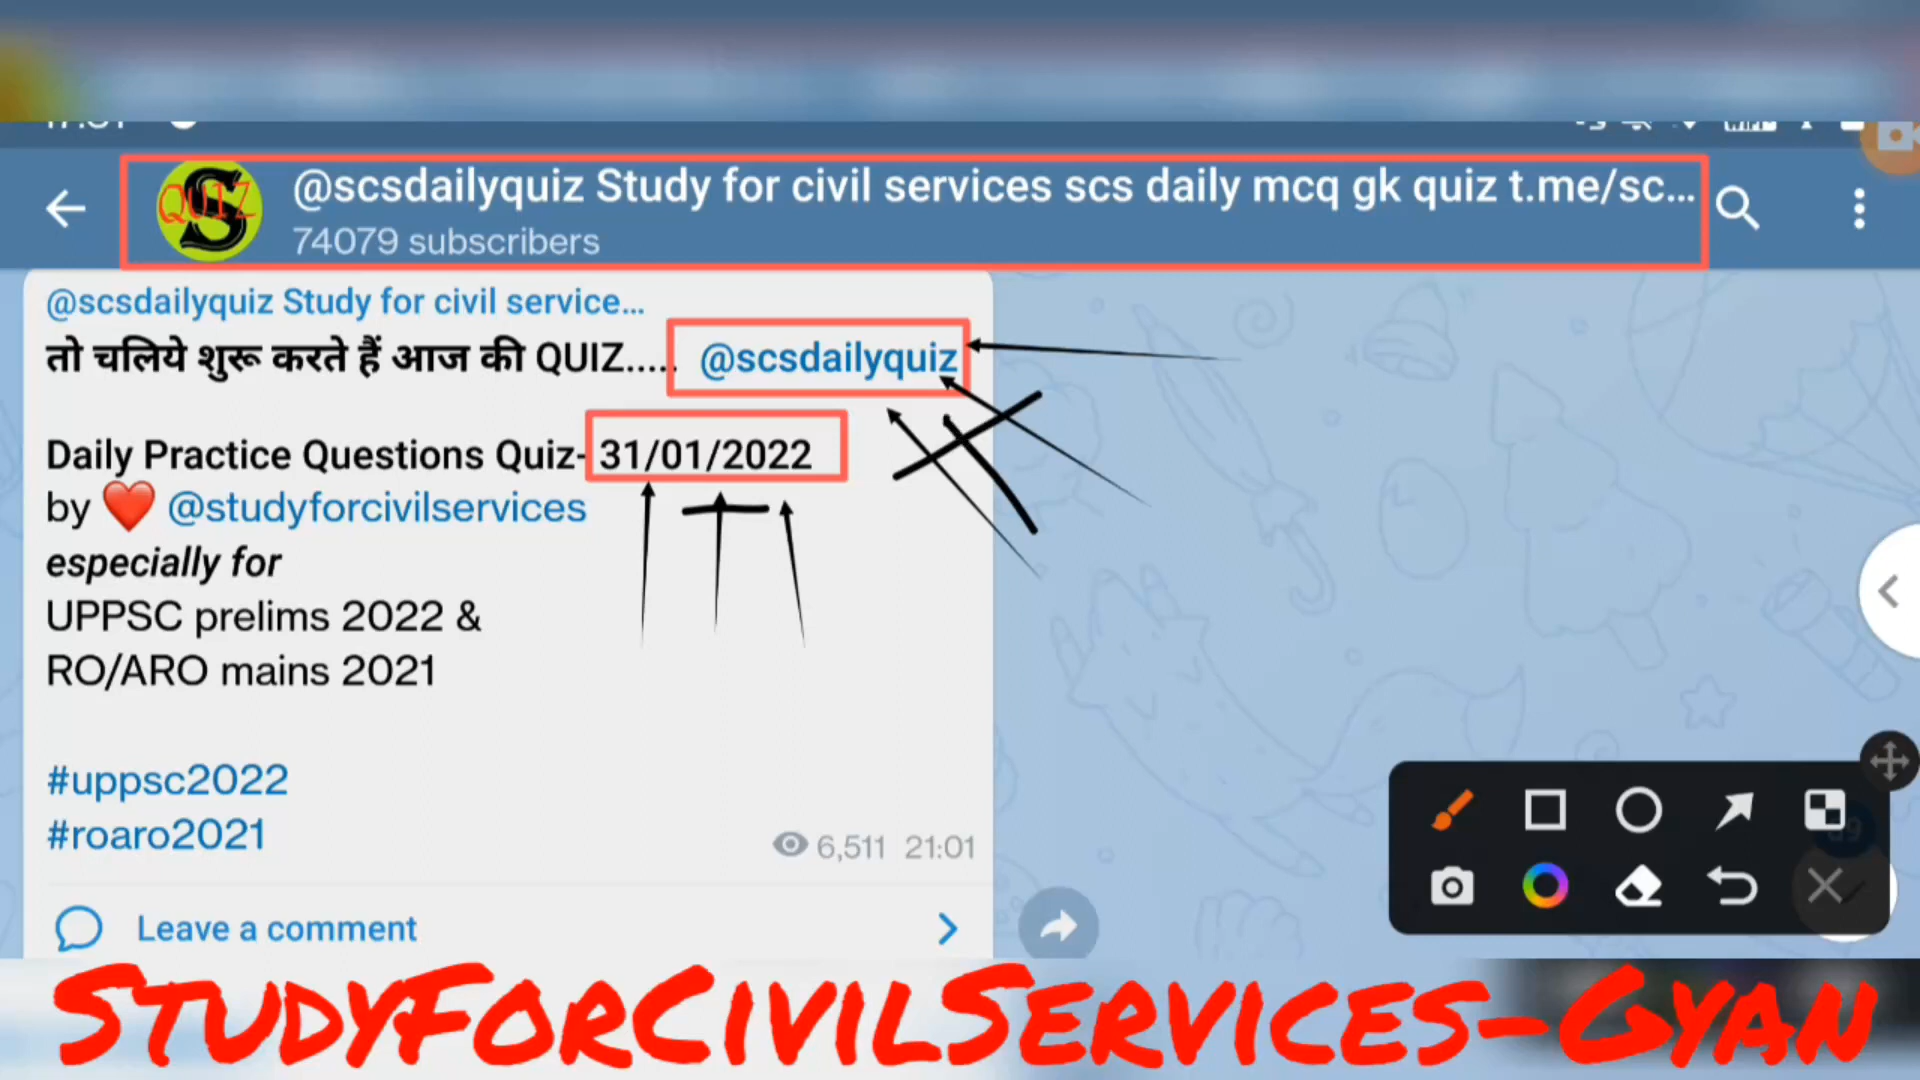 @scsdailyquiz Study for civil services scs daily mcq gk quiz t.me/sc...
QUIZ S
74079 subscribers
@scsdailyquiz Study for civil service...
तो चलिये शुरू करते हैं आज की QUIZ..... @scsdailyquiz
Daily Practice Questions Quiz- 31/01/2022
by ❤️ @studyforcivilservices
especially for
UPPSC prelims 2022 &
RO/ARO mains 2021
#uppsc2022
#roaro2021
6,511 21:01
Leave a comment
StudyForCivilServices-Gyan